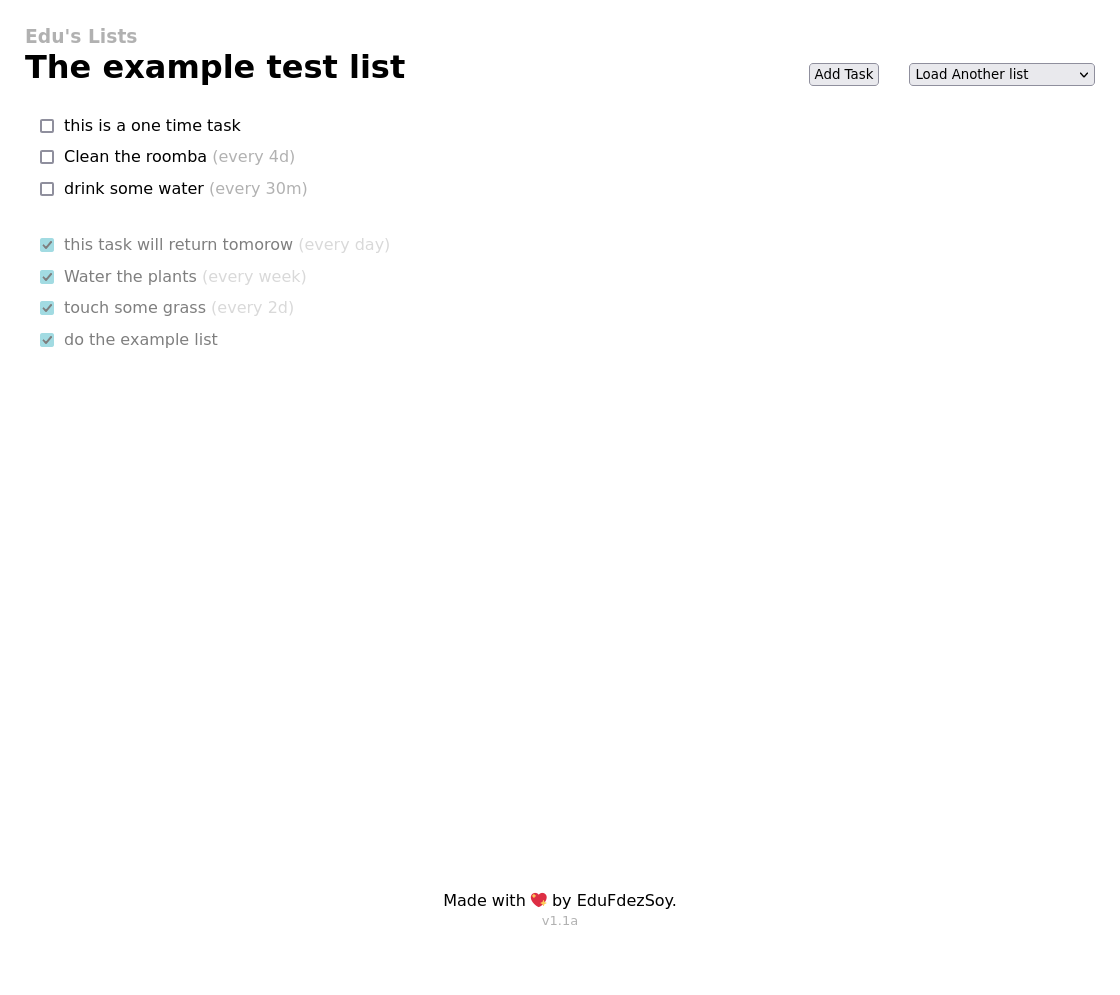 Edu's Lists
The example test list
Add Task
Load Another list
this is a one time task
Clean the roomba (every 4d)
drink some water (every 30m)
this task will return tomorow (every day)
Water the plants (every week)
touch some grass (every 2d)
do the example list
Made with ❤️ by EduFdezSoy.
v1.1a